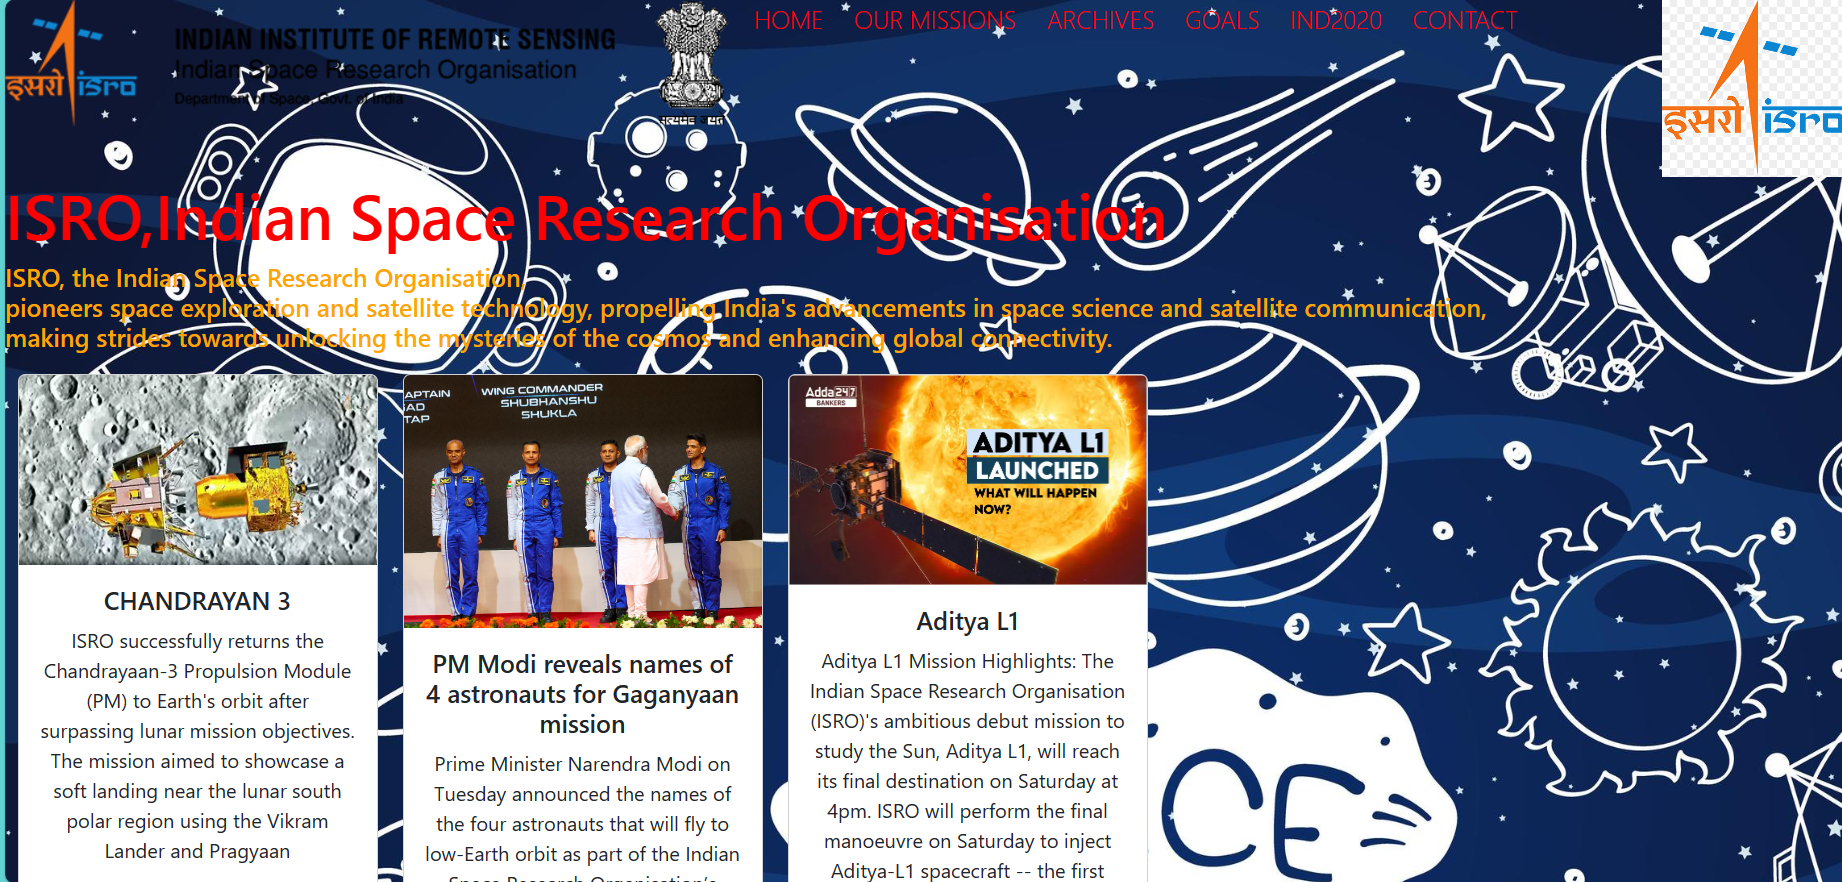 इसरो isro
INDIAN INSTITUTE OF REMOTE SENSING
Indian Space Research Organisation
Department of Space, Govt. of India
सत्यमेव जयते
HOME OUR MISSIONS ARCHIVES GOALS IND2020 CONTACT
इसरो isro
ISRO,Indian Space Research Organisation
ISRO, the Indian Space Research Organisation,
pioneers space exploration and satellite technology, propelling India's advancements in space science and satellite communication,
making strides towards unlocking the mysteries of the cosmos and enhancing global connectivity.
CHANDRAYAN 3
ISRO successfully returns the
Chandrayaan-3 Propulsion Module
(PM) to Earth's orbit after
surpassing lunar mission objectives.
The mission aimed to showcase a
soft landing near the lunar south
polar region using the Vikram
Lander and Pragyaan
APTAIN
AD
TAP
WING COMMANDER
SHUBHANSHU
SHUKLA
PM Modi reveals names of
4 astronauts for Gaganyaan
mission
Prime Minister Narendra Modi on
Tuesday announced the names of
the four astronauts that will fly to
low-Earth orbit as part of the Indian
Space Research Organisation's
Adda247
BANKERS
ADITYA L1
LAUNCHED
WHAT WILL HAPPEN
NOW?
Aditya L1
Aditya L1 Mission Highlights: The
Indian Space Research Organisation
(ISRO)'s ambitious debut mission to
study the Sun, Aditya L1, will reach
its final destination on Saturday at
4pm. ISRO will perform the final
manoeuvre on Saturday to inject
Aditya-L1 spacecraft -- the first
CE